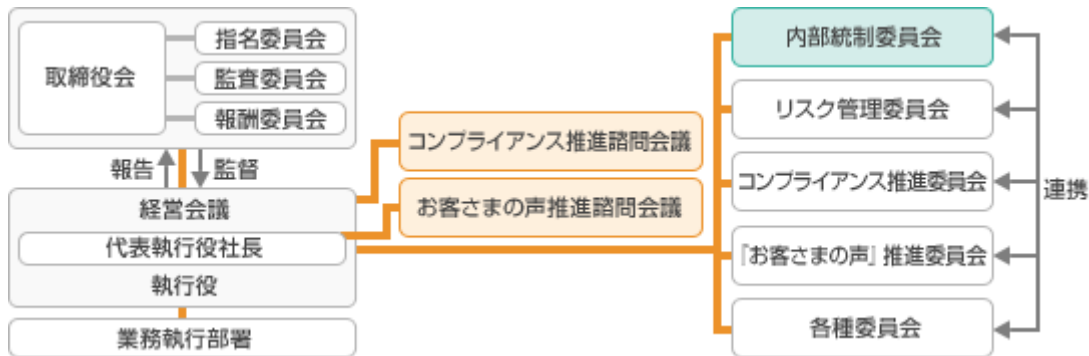 取締役会
指名委員会
監査委員会
報酬委員会
報告
監督
経営会議
代表執行役社長
執行役
業務執行部署
コンプライアンス推進諮問会議
お客さまの声推進諮問会議
内部統制委員会
リスク管理委員会
コンプライアンス推進委員会
『お客さまの声』推進委員会
各種委員会
連携